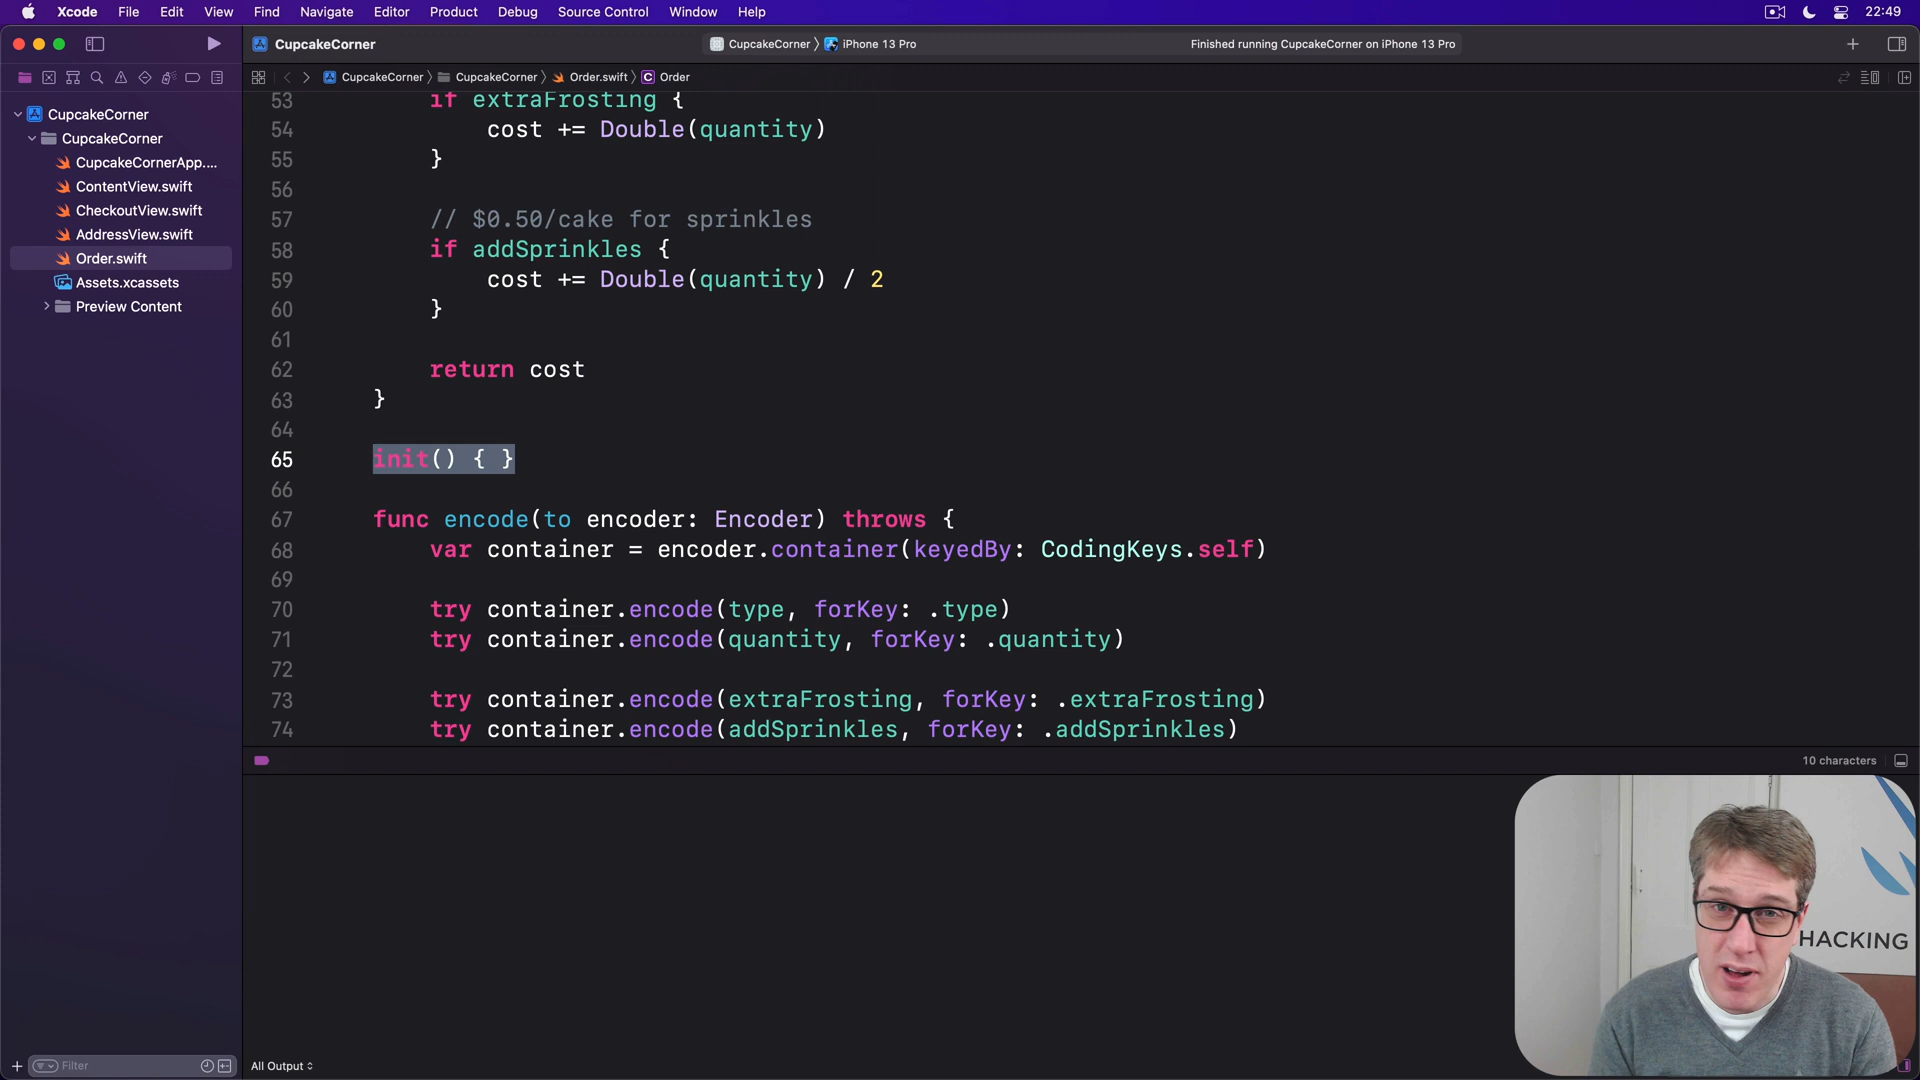 Xcode File Edit View Find Navigate Editor Product Debug Source Control Window Help 22:49
CupcakeCorner CupcakeCorner iPhone 13 Pro Finished running CupcakeCorner on iPhone 13 Pro
CupcakeCorner CupcakeCorner Order.swift C Order
CupcakeCorner
CupcakeCorner
CupcakeCornerApp....
ContentView.swift
CheckoutView.swift
AddressView.swift
Order.swift
Assets.xcassets
Preview Content
53 if extraFrosting {
54 cost += Double(quantity)
55 }
56
57 // $0.50/cake for sprinkles
58 if addSprinkles {
59 cost += Double(quantity) / 2
60 }
61
62 return cost
63 }
64
65 init() { }
66
67 func encode(to encoder: Encoder) throws {
68 var container = encoder.container(keyedBy: CodingKeys.self)
69
70 try container.encode(type, forKey: .type)
71 try container.encode(quantity, forKey: .quantity)
72
73 try container.encode(extraFrosting, forKey: .extraFrosting)
74 try container.encode(addSprinkles, forKey: .addSprinkles)
10 characters
HACKING
Filter
All Output